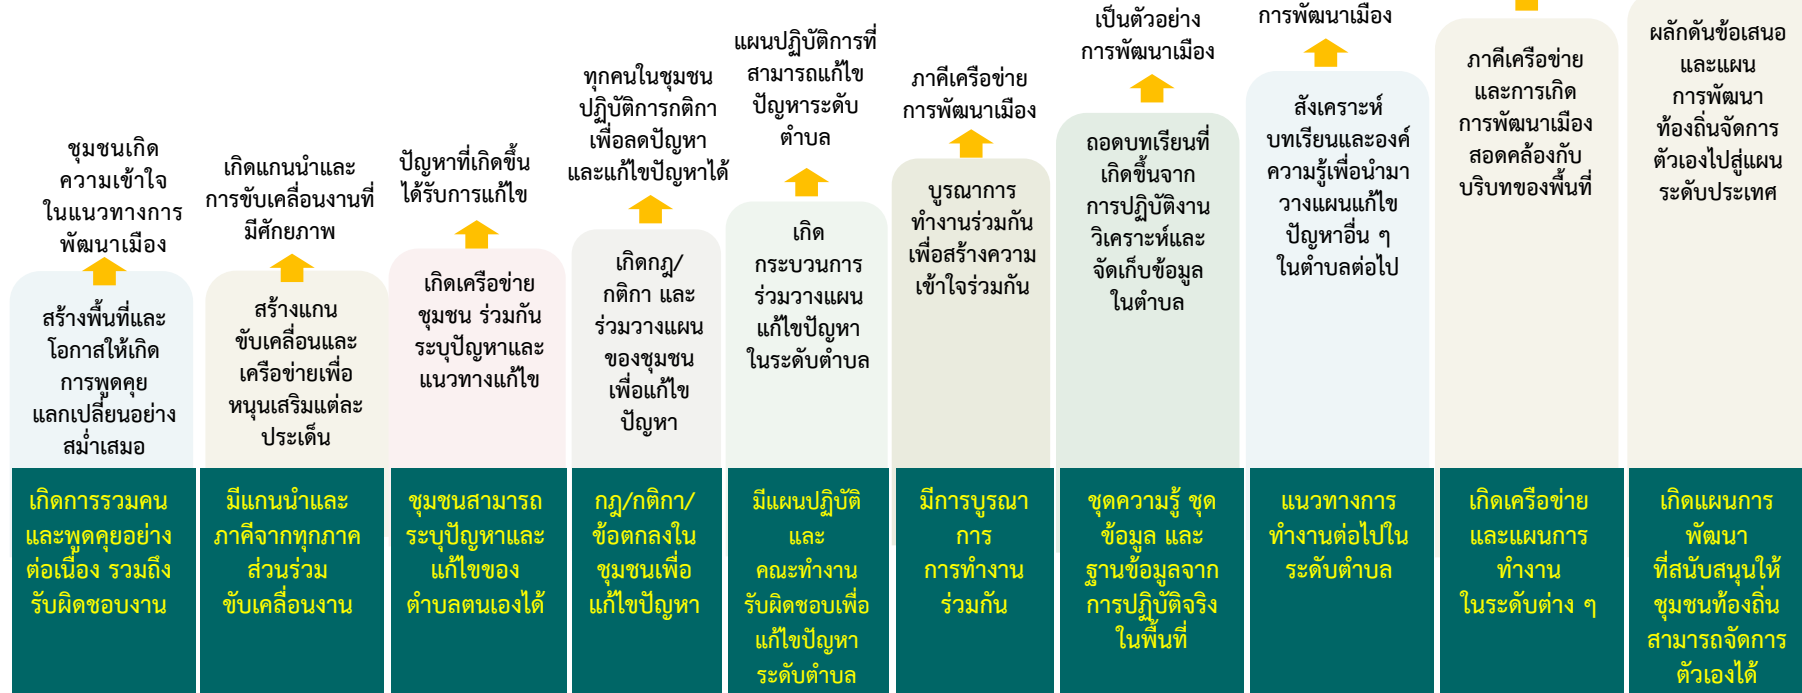 ชุมชนเกิด
ความเข้าใจ
ในแนวทางการ
พัฒนาเมือง
สร้างพื้นที่และ
โอกาสให้เกิด
การพูดคุย
แลกเปลี่ยนอย่าง
สม่ำเสมอ
เกิดการรวมคน
และพูดคุยอย่าง
ต่อเนื่อง รวมถึง
รับผิดชอบงาน
เกิดแกนนำและ
การขับเคลื่อนงานที่
มีศักยภาพ
สร้างแกน
ขับเคลื่อนและ
เครือข่ายเพื่อ
หนุนเสริมแต่ละ
ประเด็น
มีแกนนำและ
ภาคีจากทุกภาค
ส่วนร่วม
ขับเคลื่อนงาน
ปัญหาที่เกิดขึ้น
ได้รับการแก้ไข
เกิดเครือข่าย
ชุมชน ร่วมกัน
ระบุปัญหาและ
แนวทางแก้ไข
ชุมชนสามารถ
ระบุปัญหาและ
แก้ไขของ
ตำบลตนเองได้
ทุกคนในชุมชน
ปฏิบัติการกติกา
เพื่อลดปัญหา
และแก้ไขปัญหาได้
เกิดกฎ/
กติกา และ
ร่วมวางแผน
ของชุมชน
เพื่อแก้ไข
ปัญหา
กฎ/กติกา/
ข้อตกลงใน
ชุมชนเพื่อ
แก้ไขปัญหา
แผนปฏิบัติการที่
สามารถแก้ไข
ปัญหาระดับ
ตำบล
เกิด
กระบวนการ
ร่วมวางแผน
แก้ไขปัญหา
ในระดับตำบล
มีแผนปฏิบัติ
และ
คณะทำงาน
รับผิดชอบเพื่อ
แก้ไขปัญหา
ระดับตำบล
ภาคีเครือข่าย
การพัฒนาเมือง
บูรณาการ
ทำงานร่วมกัน
เพื่อสร้างความ
เข้าใจร่วมกัน
มีการบูรณา
การ
การทำงาน
ร่วมกัน
เป็นตัวอย่าง
การพัฒนาเมือง
ถอดบทเรียนที่
เกิดขึ้นจาก
การปฏิบัติงาน
วิเคราะห์และ
จัดเก็บข้อมูล
ในตำบล
ชุดความรู้ ชุด
ข้อมูล และ
ฐานข้อมูลจาก
การปฏิบัติจริง
ในพื้นที่
การพัฒนาเมือง
สังเคราะห์
บทเรียนและองค์
ความรู้เพื่อนำมา
วางแผนแก้ไข
ปัญหาอื่น ๆ
ในตำบลต่อไป
แนวทางการ
ทำงานต่อไปใน
ระดับตำบล
ภาคีเครือข่าย
และการเกิด
การพัฒนาเมือง
สอดคล้องกับ
บริบทของพื้นที่
เกิดเครือข่าย
และแผนการ
ทำงาน
ในระดับต่าง ๆ
ผลักดันข้อเสนอ
และแผน
การพัฒนา
ท้องถิ่นจัดการ
ตัวเองไปสู่แผน
ระดับประเทศ
เกิดแผนการ
พัฒนา
ที่สนับสนุนให้
ชุมชนท้องถิ่น
สามารถจัดการ
ตัวเองได้